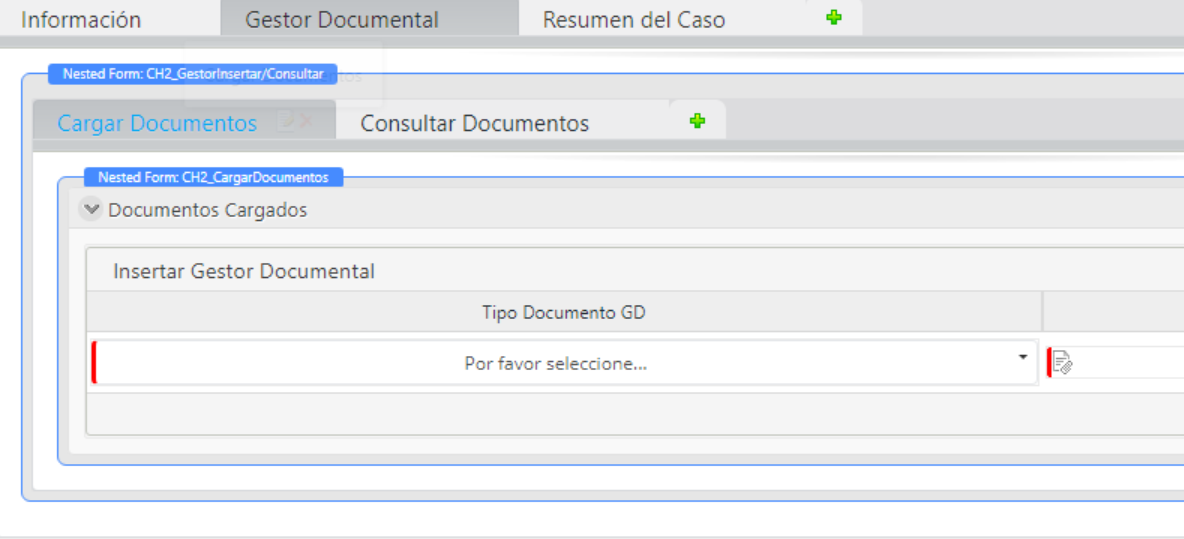 Información Gestor Documental Resumen del Caso
Nested Form: CH2_GestorInsertar/Consultar
Cargar Documentos Consultar Documentos
Nested Form: CH2_CargarDocumentos
Documentos Cargados
Insertar Gestor Documental
Tipo Documento GD
Por favor seleccione...